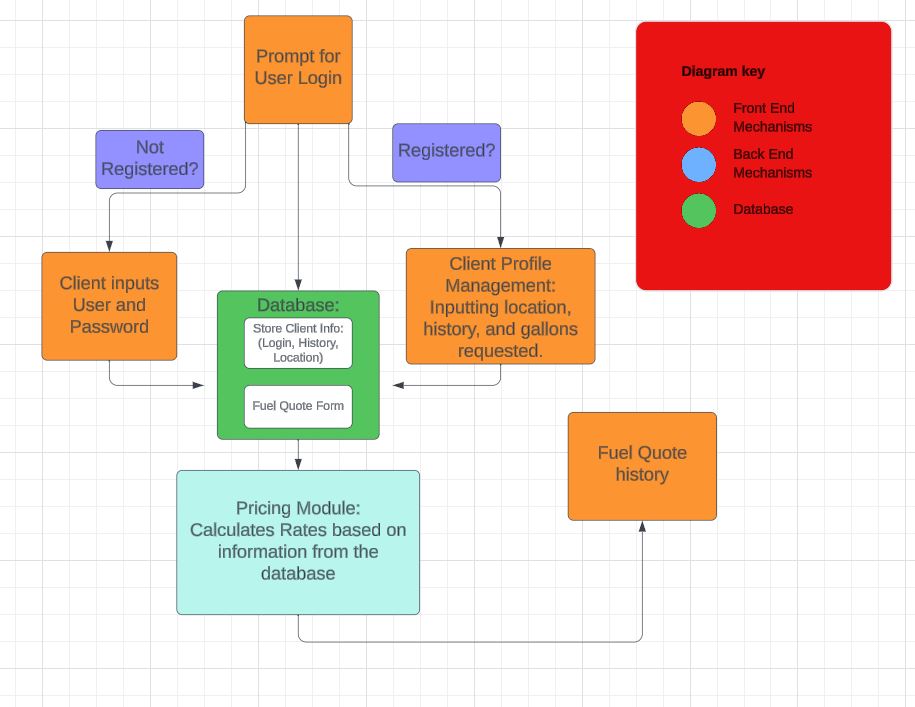 Prompt for
User Login
Not
Registered?
Registered?
Diagram key
Front End
Mechanisms
Back End
Mechanisms
Database
Client inputs
User and
Password
Client Profile
Management:
Inputting location,
history, and gallons
requested.
Database:
Store Client Info:
(Login, History,
Location)
Fuel Quote Form
Fuel Quote
history
Pricing Module:
Calculates Rates based on
information from the
database